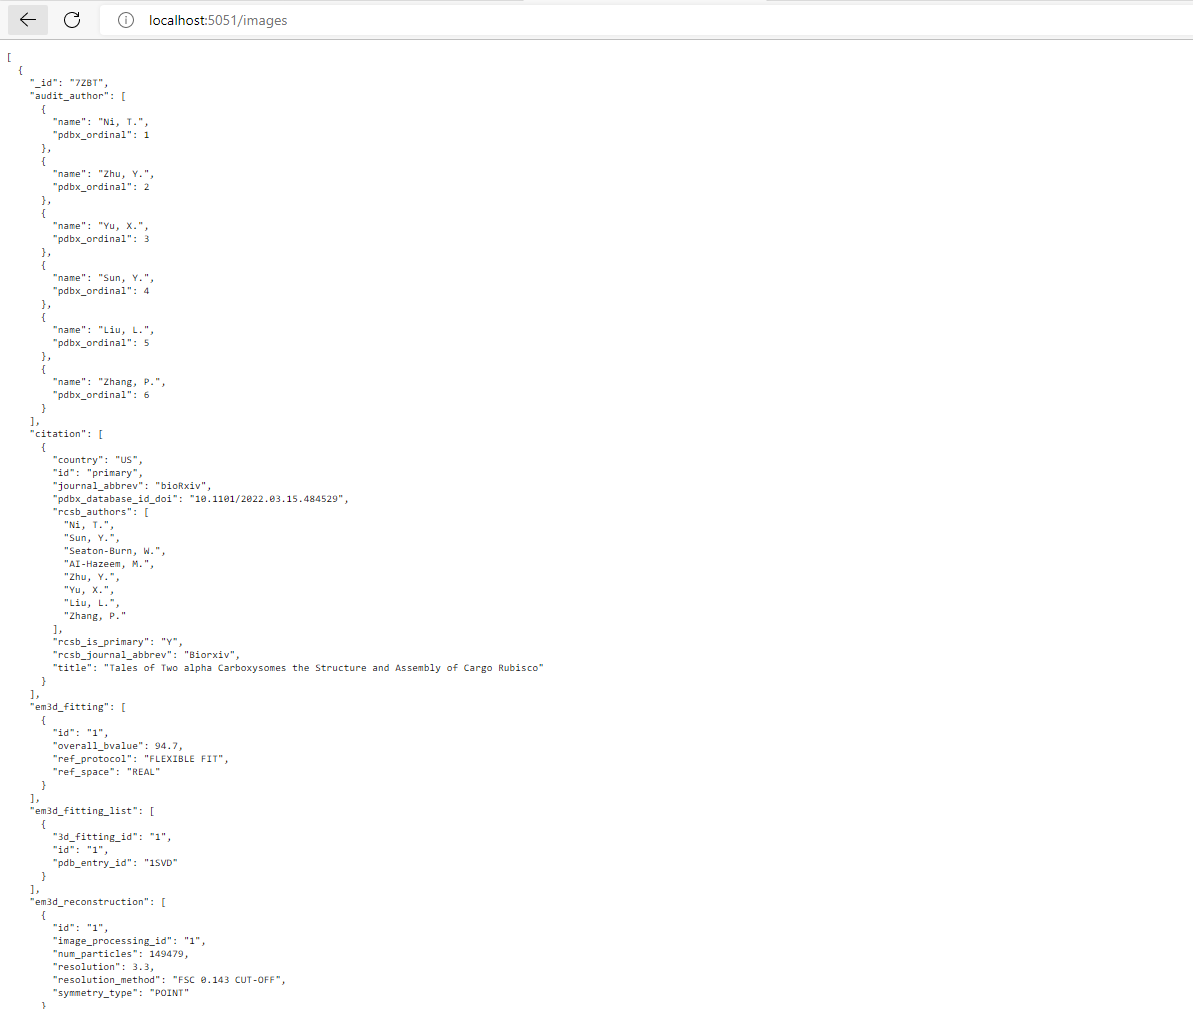 localhost:5051/images
[
  {
    "_id": "7ZBT",
    "audit_author": [
      {
        "name": "Ni, T.",
        "pdbx_ordinal": 1
      },
      {
        "name": "Zhu, Y.",
        "pdbx_ordinal": 2
      },
      {
        "name": "Yu, X.",
        "pdbx_ordinal": 3
      },
      {
        "name": "Sun, Y.",
        "pdbx_ordinal": 4
      },
      {
        "name": "Liu, L.",
        "pdbx_ordinal": 5
      },
      {
        "name": "Zhang, P.",
        "pdbx_ordinal": 6
      }
    ],
    "citation": [
      {
        "country": "US",
        "id": "primary",
        "journal_abbrev": "bioRxiv",
        "pdbx_database_id_doi": "10.1101/2022.03.15.484529",
        "rcsb_authors": [
          "Ni, T.",
          "Sun, Y.",
          "Seaton-Burn, W.",
          "AI-Hazeem, M.",
          "Zhu, Y.",
          "Yu, X.",
          "Liu, L.",
          "Zhang, P."
        ],
        "rcsb_is_primary": "Y",
        "rcsb_journal_abbrev": "Biorxiv",
        "title": "Tales of Two alpha Carboxysomes the Structure and Assembly of Cargo Rubisco"
      }
    ],
    "em3d_fitting": [
      {
        "id": "1",
        "overall_bvalue": 94.7,
        "ref_protocol": "FLEXIBLE FIT",
        "ref_space": "REAL"
      }
    ],
    "em3d_fitting_list": [
      {
        "3d_fitting_id": "1",
        "id": "1",
        "pdb_entry_id": "1SVD"
      }
    ],
    "em3d_reconstruction": [
      {
        "id": "1",
        "image_processing_id": "1",
        "num_particles": 149479,
        "resolution": 3.3,
        "resolution_method": "FSC 0.143 CUT-OFF",
        "symmetry_type": "POINT"
      }